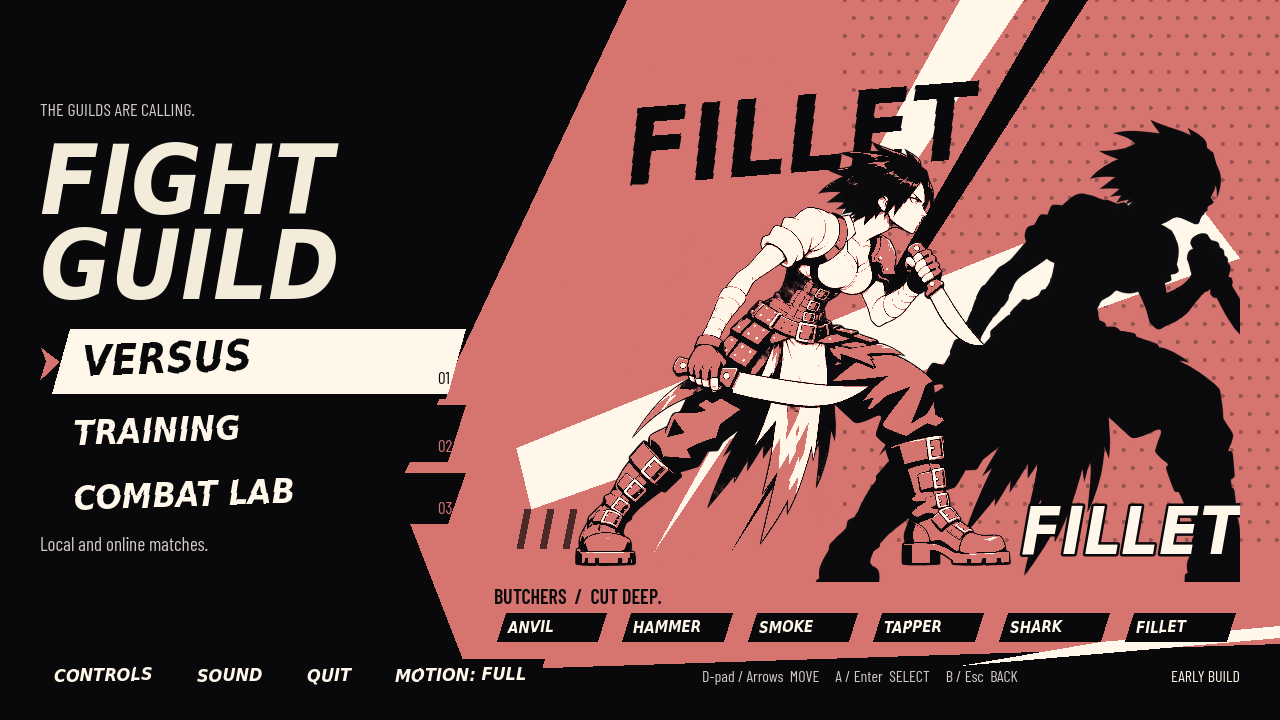 THE GUILDS ARE CALLING.
FIGHT
GUILD
VERSUS
01
TRAINING
02
COMBAT LAB
03
Local and online matches.
FILLET
FILLET
BUTCHERS / CUT DEEP.
ANVIL HAMMER SMOKE TAPPER SHARK FILLET
CONTROLS SOUND QUIT MOTION: FULL
D-pad / Arrows MOVE A / Enter SELECT B / Esc BACK
EARLY BUILD